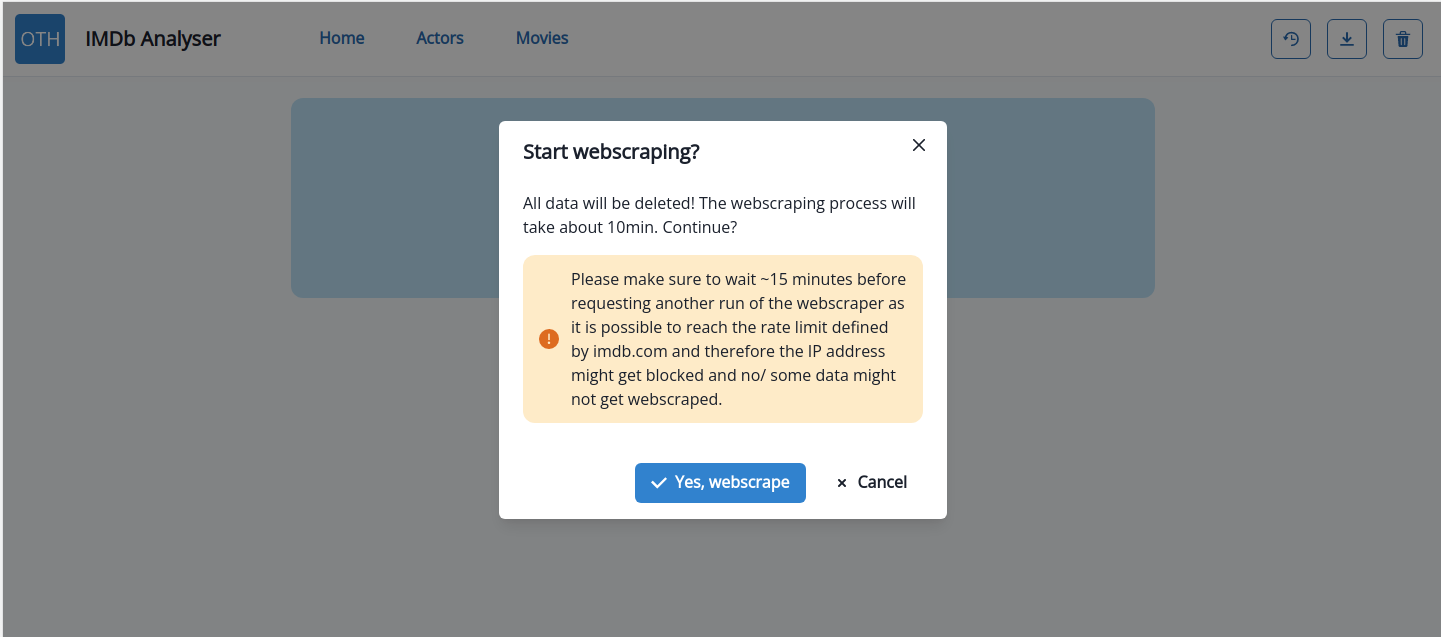 OTH IMDb Analyser Home Actors Movies
Start webscraping?
All data will be deleted! The webscraping process will
take about 10min. Continue?
Please make sure to wait ~15 minutes before
requesting another run of the webscraper as
it is possible to reach the rate limit defined
by imdb.com and therefore the IP address
might get blocked and no/ some data might
not get webscraped.
Yes, webscrape Cancel